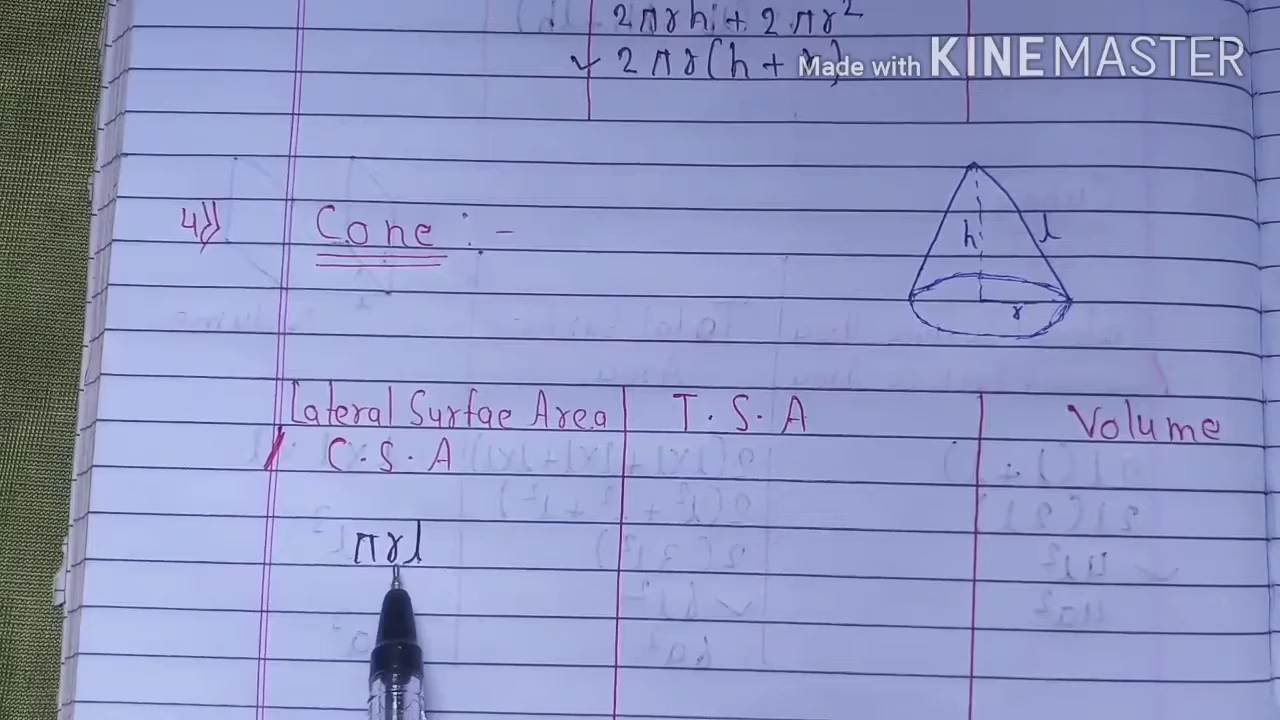 2πrh + 2πr²
✓ 2πr(h + r)
Made with KINEMASTER
4)) Cone : -
h
l
r
Lateral Surfae Area T.S.A Volume
C.S.A
πrl